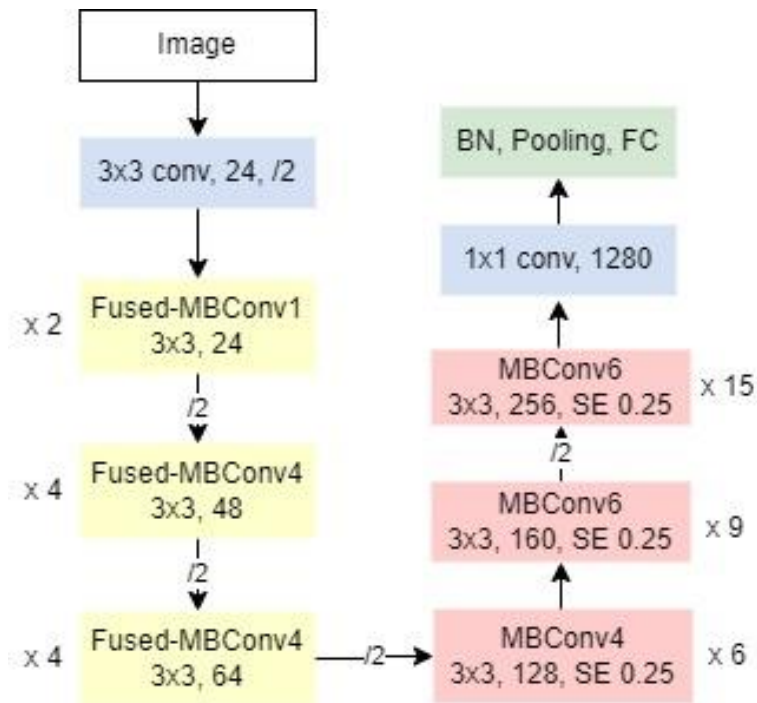 Image
3x3 conv, 24, /2
x 2
Fused-MBConv1
3x3, 24
/2
x 4
Fused-MBConv4
3x3, 48
/2
x 4
Fused-MBConv4
3x3, 64
/2
MBConv4
3x3, 128, SE 0.25
x 6
MBConv6
3x3, 160, SE 0.25
x 9
/2
MBConv6
3x3, 256, SE 0.25
x 15
1x1 conv, 1280
BN, Pooling, FC